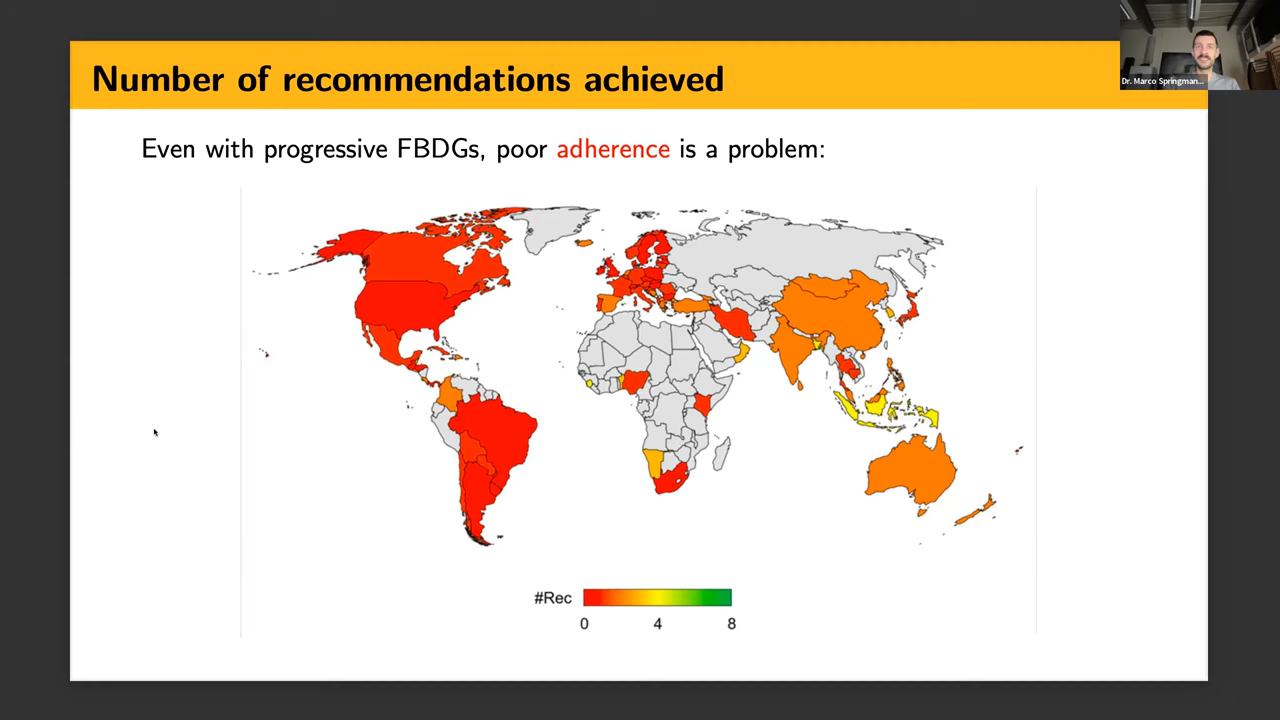 Number of recommendations achieved
Dr. Marco Springman...
Even with progressive FBDGs, poor adherence is a problem:
#Rec
0 4 8